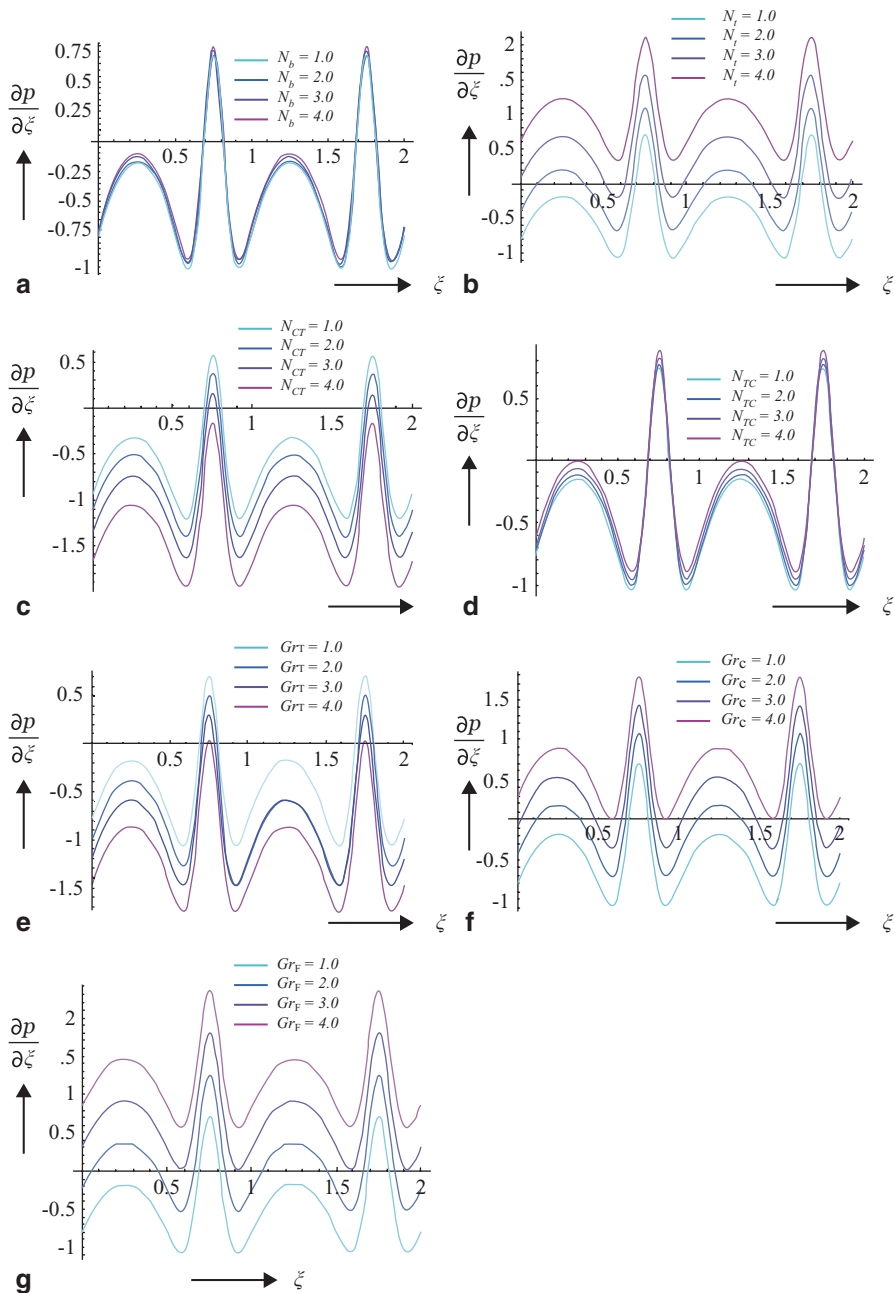 0.75
0.5
0.25
-0.25
-0.5
-0.75
-1
0.5
1
1.5
2
∂p
∂ξ
N_b = 1.0
N_b = 2.0
N_b = 3.0
N_b = 4.0
a
ξ
2
.5
1
0.5
-0.5
-1
0.5
1
1.5
2
∂p
∂ξ
N_t = 1.0
N_t = 2.0
N_t = 3.0
N_t = 4.0
b
ξ
0.5
-0.5
-1
-1.5
0.5
1
1.5
2
∂p
∂ξ
N_CT = 1.0
N_CT = 2.0
N_CT = 3.0
N_CT = 4.0
c
ξ
0.5
-0.5
-1
0.5
1
1.5
2
∂p
∂ξ
N_TC = 1.0
N_TC = 2.0
N_TC = 3.0
N_TC = 4.0
d
ξ
0.5
-0.5
-1
-1.5
0.5
1
1.5
2
∂p
∂ξ
Gr_T = 1.0
Gr_T = 2.0
Gr_T = 3.0
Gr_T = 4.0
e
ξ
1.5
1
0.5
-0.5
-1
0.5
1
1.5
2
∂p
∂ξ
Gr_C = 1.0
Gr_C = 2.0
Gr_C = 3.0
Gr_C = 4.0
f
ξ
2
.5
1
0.5
-0.5
-1
0.5
1
1.5
2
∂p
∂ξ
Gr_F = 1.0
Gr_F = 2.0
Gr_F = 3.0
Gr_F = 4.0
g
ξ